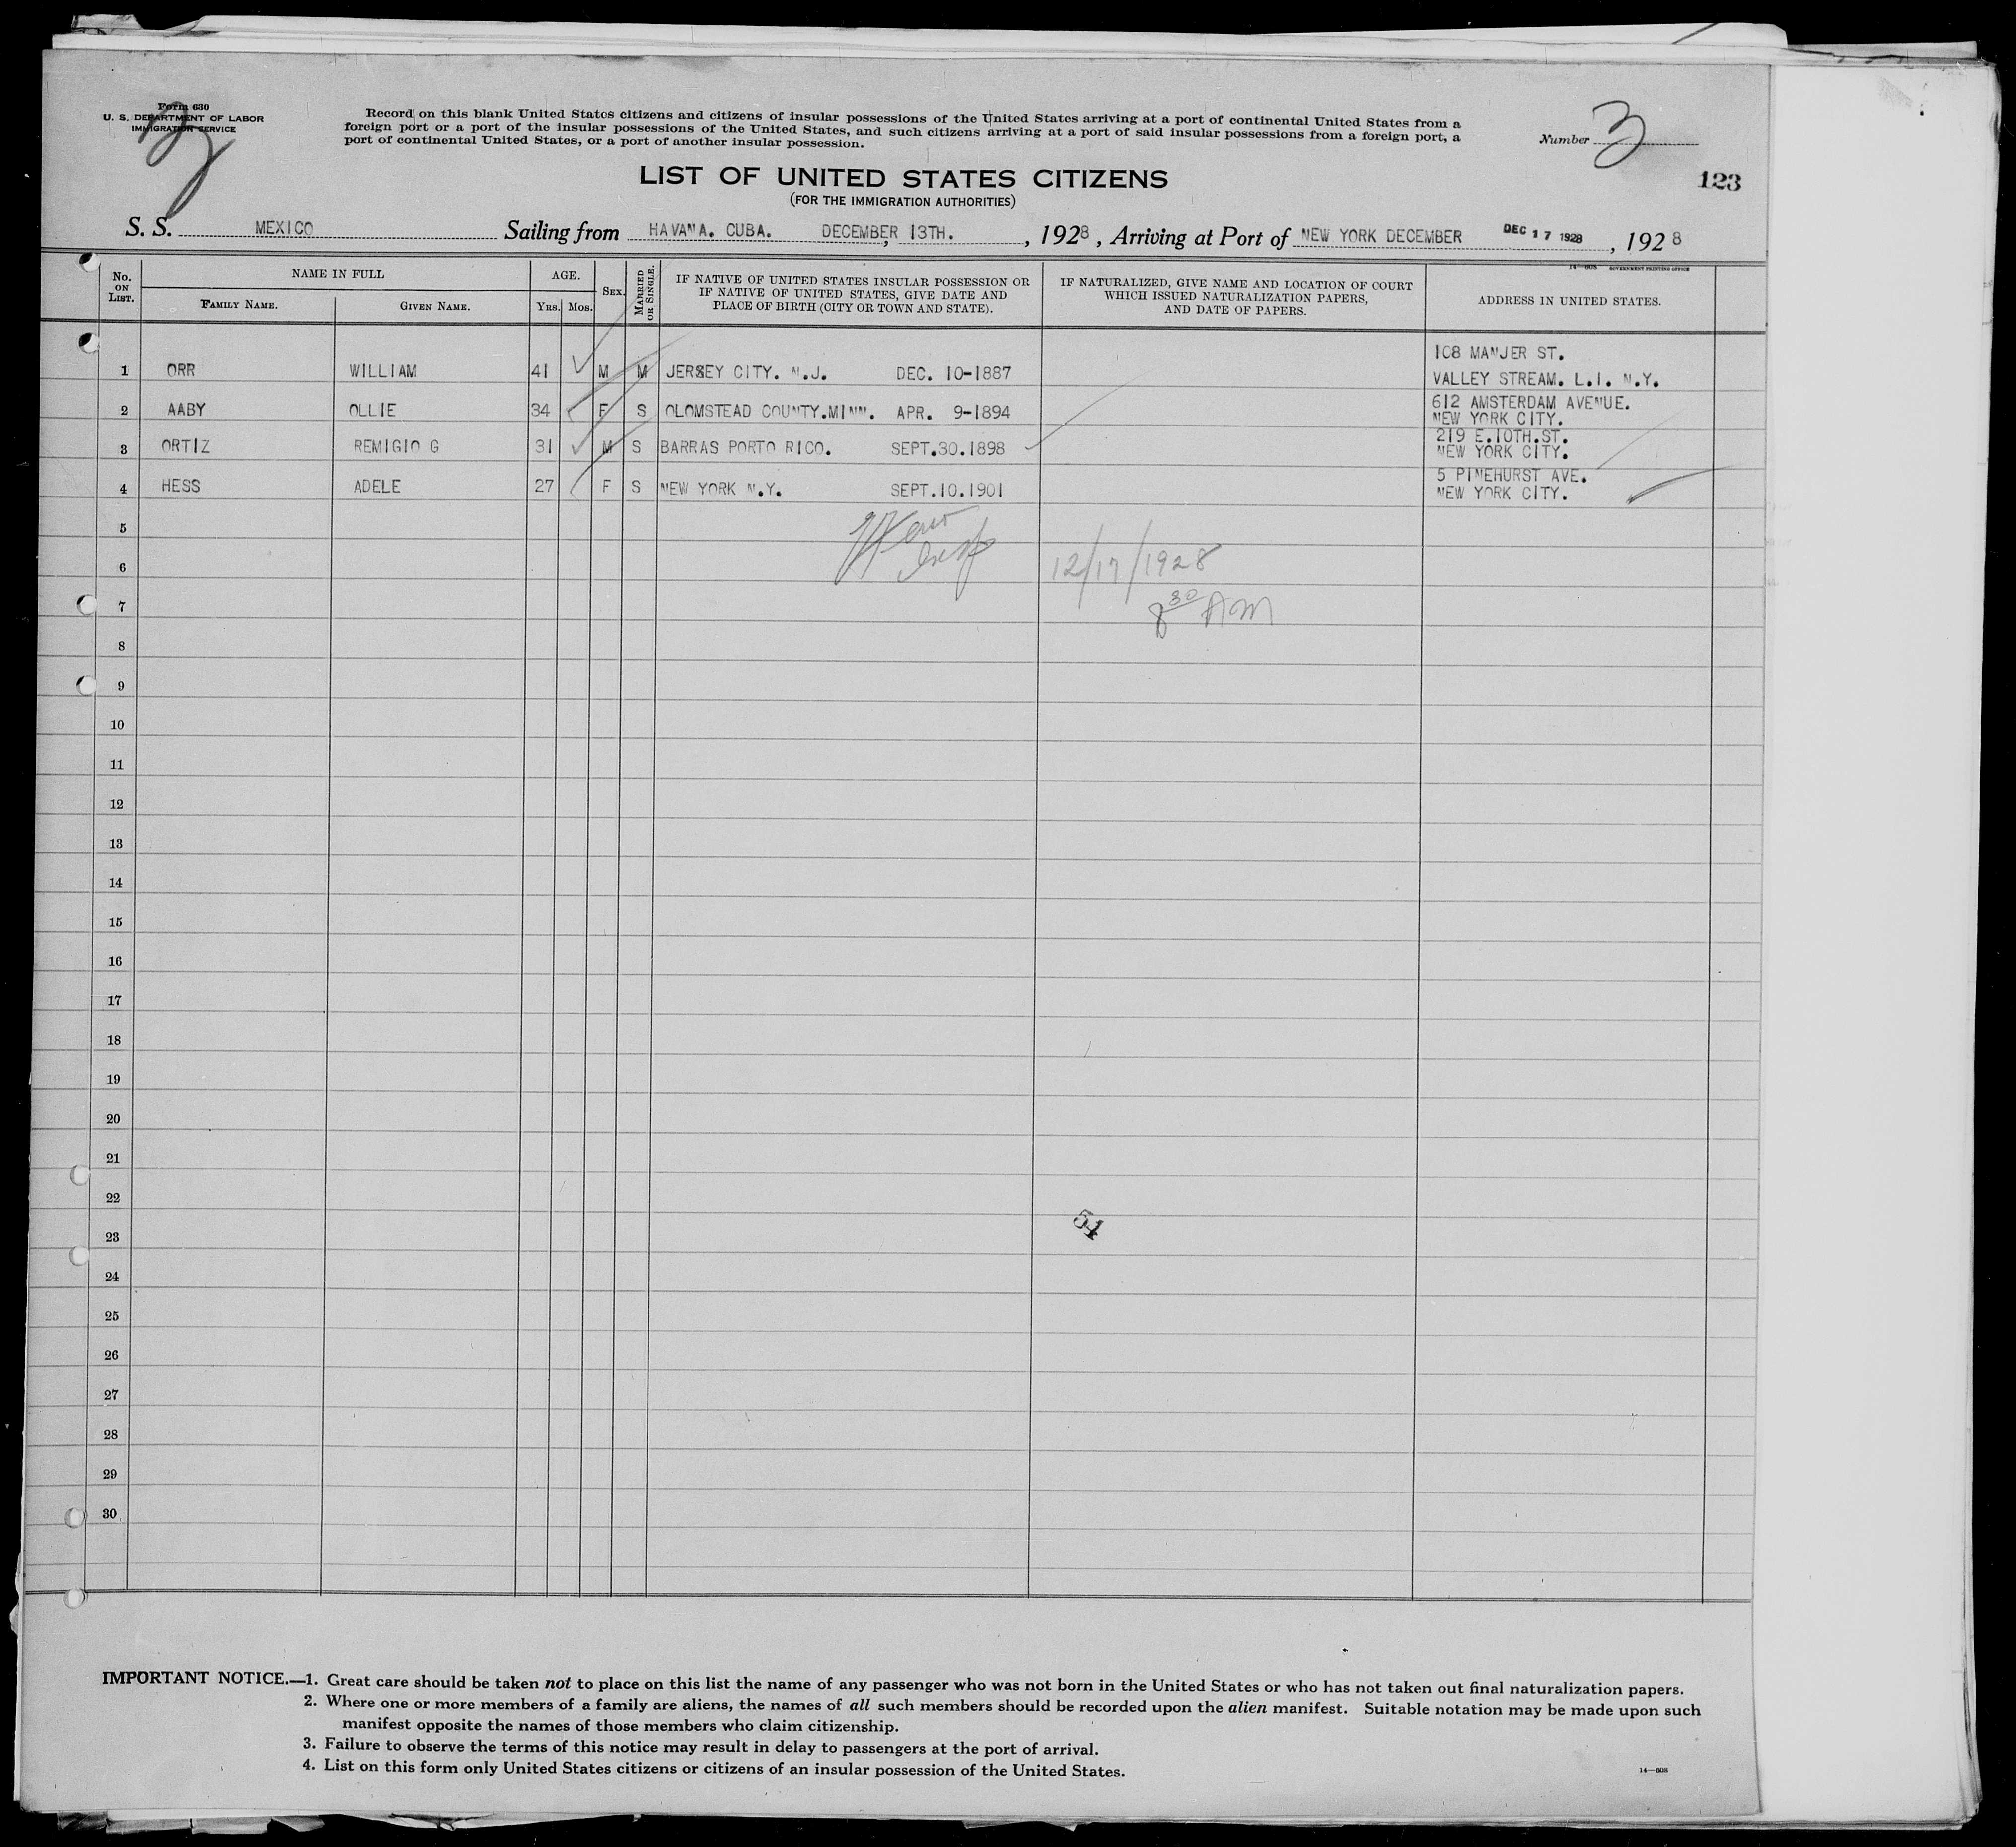 Form 630
U. S. DEPARTMENT OF LABOR
IMMIGRATION SERVICE
Record on this blank United States citizens and citizens of insular possessions of the United States arriving at a port of continental United States from a
foreign port or a port of the insular possessions of the United States, and such citizens arriving at a port of said insular possessions from a foreign port, a
port of continental United States, or a port of another insular possession.
Number 3
123
LIST OF UNITED STATES CITIZENS
(FOR THE IMMIGRATION AUTHORITIES)
S. S. MEXICO Sailing from HAVANA. CUBA. DECEMBER 13TH. , 1928 , Arriving at Port of NEW YORK DECEMBER DEC 17 1928 , 1928
GOVERNMENT PRINTING OFFICE
No. ON LIST. NAME IN FULL AGE. SEX. MARRIED OR SINGLE. IF NATIVE OF UNITED STATES INSULAR POSSESSION OR IF NATIVE OF UNITED STATES, GIVE DATE AND PLACE OF BIRTH (CITY OR TOWN AND STATE). IF NATURALIZED, GIVE NAME AND LOCATION OF COURT WHICH ISSUED NATURALIZATION PAPERS, AND DATE OF PAPERS. ADDRESS IN UNITED STATES.
FAMILY NAME. GIVEN NAME. YRS. MOS.
108 MANJER ST.
1 ORR WILLIAM 41 M M JERSEY CITY. N.J. DEC. 10-1887 VALLEY STREAM. L.I. N.Y.
612 AMSTERDAM AVENUE.
2 AABY OLLIE 34 F S OLOMSTEAD COUNTY.MINN. APR. 9-1894 NEW YORK CITY.
219 E.10TH.ST.
3 ORTIZ REMIGIO G 31 M S BARRAS PORTO RICO. SEPT.30.1898 NEW YORK CITY.
5 PINEHURST AVE.
4 HESS ADELE 27 F S NEW YORK N.Y. SEPT.10.1901 NEW YORK CITY.
5
6 12/17/1928
7 8 30 AM
8
9
10
11
12
13
14
15
16
17
18
19
20
21
22
54
23
24
25
26
27
28
29
30
IMPORTANT NOTICE.—1. Great care should be taken not to place on this list the name of any passenger who was not born in the United States or who has not taken out final naturalization papers.
2. Where one or more members of a family are aliens, the names of all such members should be recorded upon the alien manifest. Suitable notation may be made upon such
manifest opposite the names of those members who claim citizenship.
3. Failure to observe the terms of this notice may result in delay to passengers at the port of arrival.
4. List on this form only United States citizens or citizens of an insular possession of the United States.
14—608